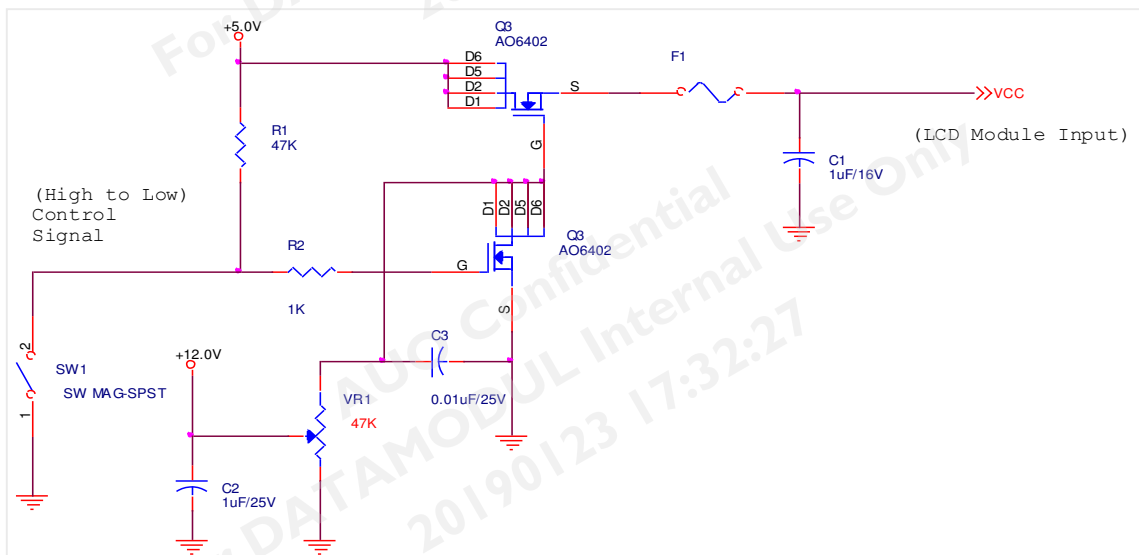 For D
20
+5.0V
Q3
AO6402
D6
D5
D2
D1
S
G
F1
VCC
(LCD Module Input)
R1
47K
C1
1uF/16V
(High to Low)
Control
Signal
D1
D2
D5
D6
Q3
AO6402
R2
1K
G
S
C3
0.01uF/25V
+12.0V
2
SW1
SW MAG-SPST
1
VR1
47K
C2
1uF/25V
AUO Confidential
For DATAMODUL Internal Use Only
20190123 17:32:27